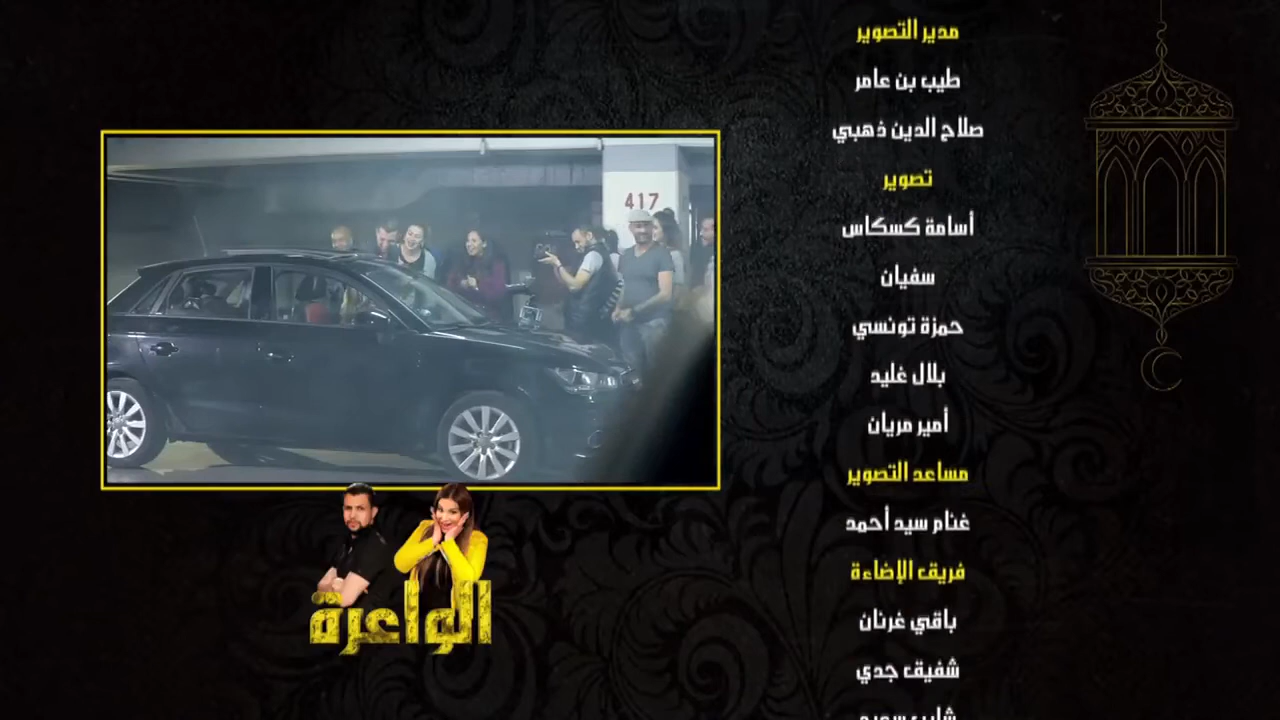 مدير التصوير
طيب بن عامر
صلاح الدين ذهبي
تصوير
أسامة كسكاس
سفيان
حمزة تونسي
بلال غليد
أمير مريان
مساعد التصوير
غنام سيد أحمد
فريق الإضاءة
باقي غرنان
شفيق جدي
417
الواعرة